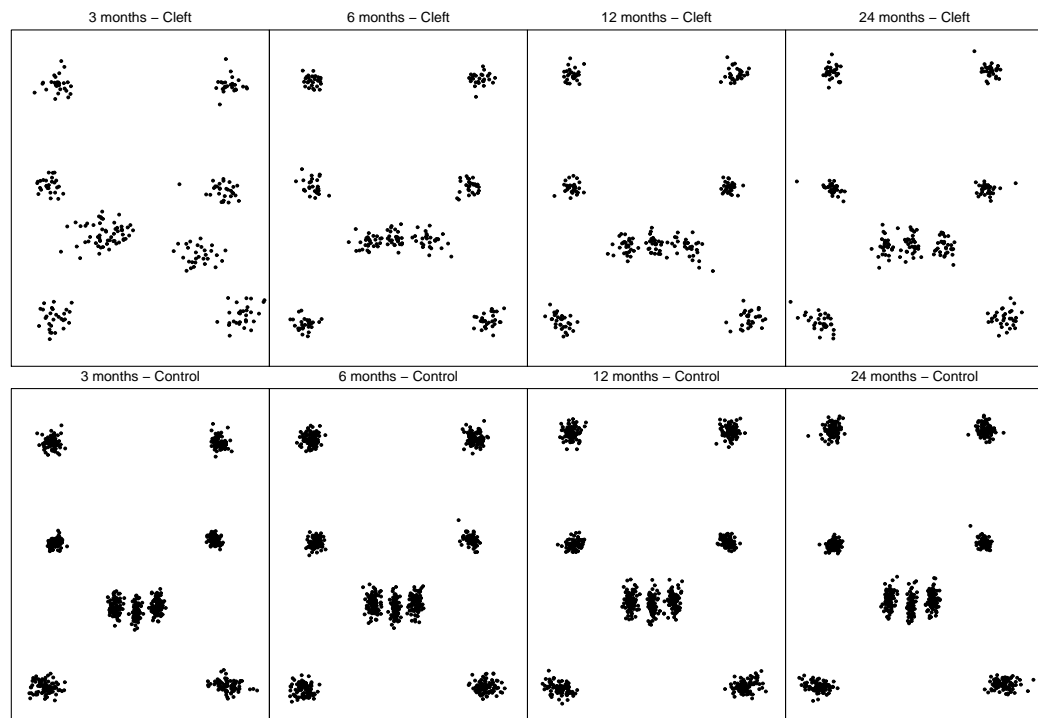 3 months – Cleft
6 months – Cleft
12 months – Cleft
24 months – Cleft
3 months – Control
6 months – Control
12 months – Control
24 months – Control